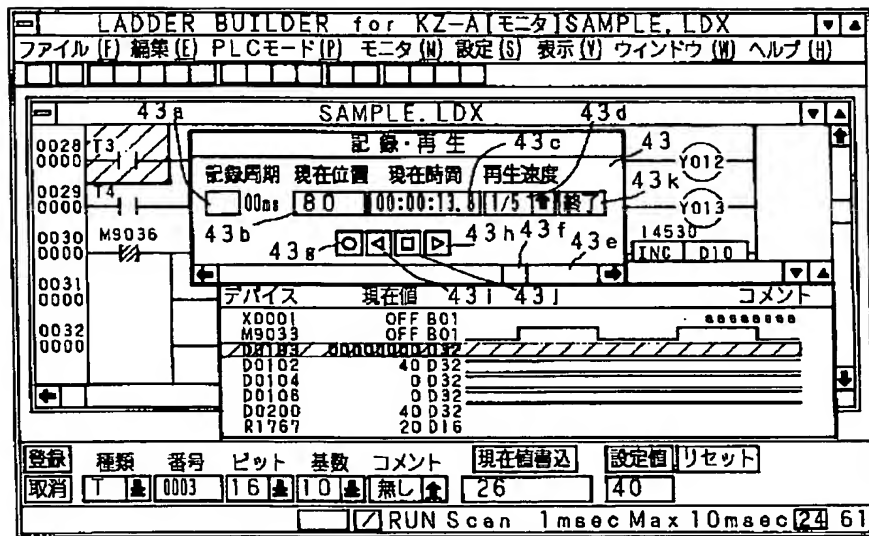 LADDER BUILDER for KZ-A[モニタ]SAMPLE.LDX
ファイル(F) 編集(E) PLCモード(P) モニタ(N) 設定(S) 表示(V) ウインドウ(W) ヘルプ(H)
43a SAMPLE.LDX 43d
記録・再生 43c 43
記録周期 現在位置 現在時間 再生速度
00ms 80 00:00:13.8 1/5 終了 43k
43b 43g 43h 43f 43e
43i 43j
0028 T3
0000
Y012
0029 T4
0000
Y013
0030 M9036
0000
14530
INC D10
0031
0000
0032
0000
デバイス 現在値 コメント
X0001 OFF B01
M9033 OFF B01
D0102 40 D32
D0104 0 D32
D0106 0 D32
D0200 40 D32
R1767 20 D16
登録 種類 番号 ビット 基数 コメント 現在値書込 設定値 リセット
取消 T 0003 16 10 無し 26 40
RUN Scan 1msec Max 10msec 24 61